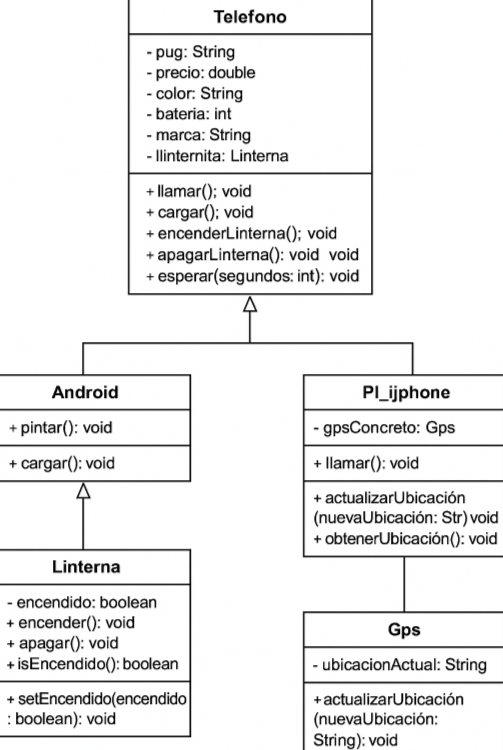 Telefono
- pug: String
- precio: double
- color: String
- bateria: int
- marca: String
- llinternita: Linterna
+ llamar(); void
+ cargar(); void
+ encenderLinterna(); void
+ apagarLinterna(): void void
+ esperar(segundos: int): void
Android
+ pintar(): void
+ cargar(): void
Linterna
- encendido: boolean
+ encender(): void
+ apagar(): void
+ isEncendido(): boolean
+ setEncendido(encendido
: boolean): void
Pl_ijphone
- gpsConcreto: Gps
+ llamar(): void
+ actualizarUbicación
(nuevaUbicación: Str) void
+ obtenerUbicación(): void
Gps
- ubicacionActual: String
+ actualizarUbicación
(nuevaUbicación:
String): void